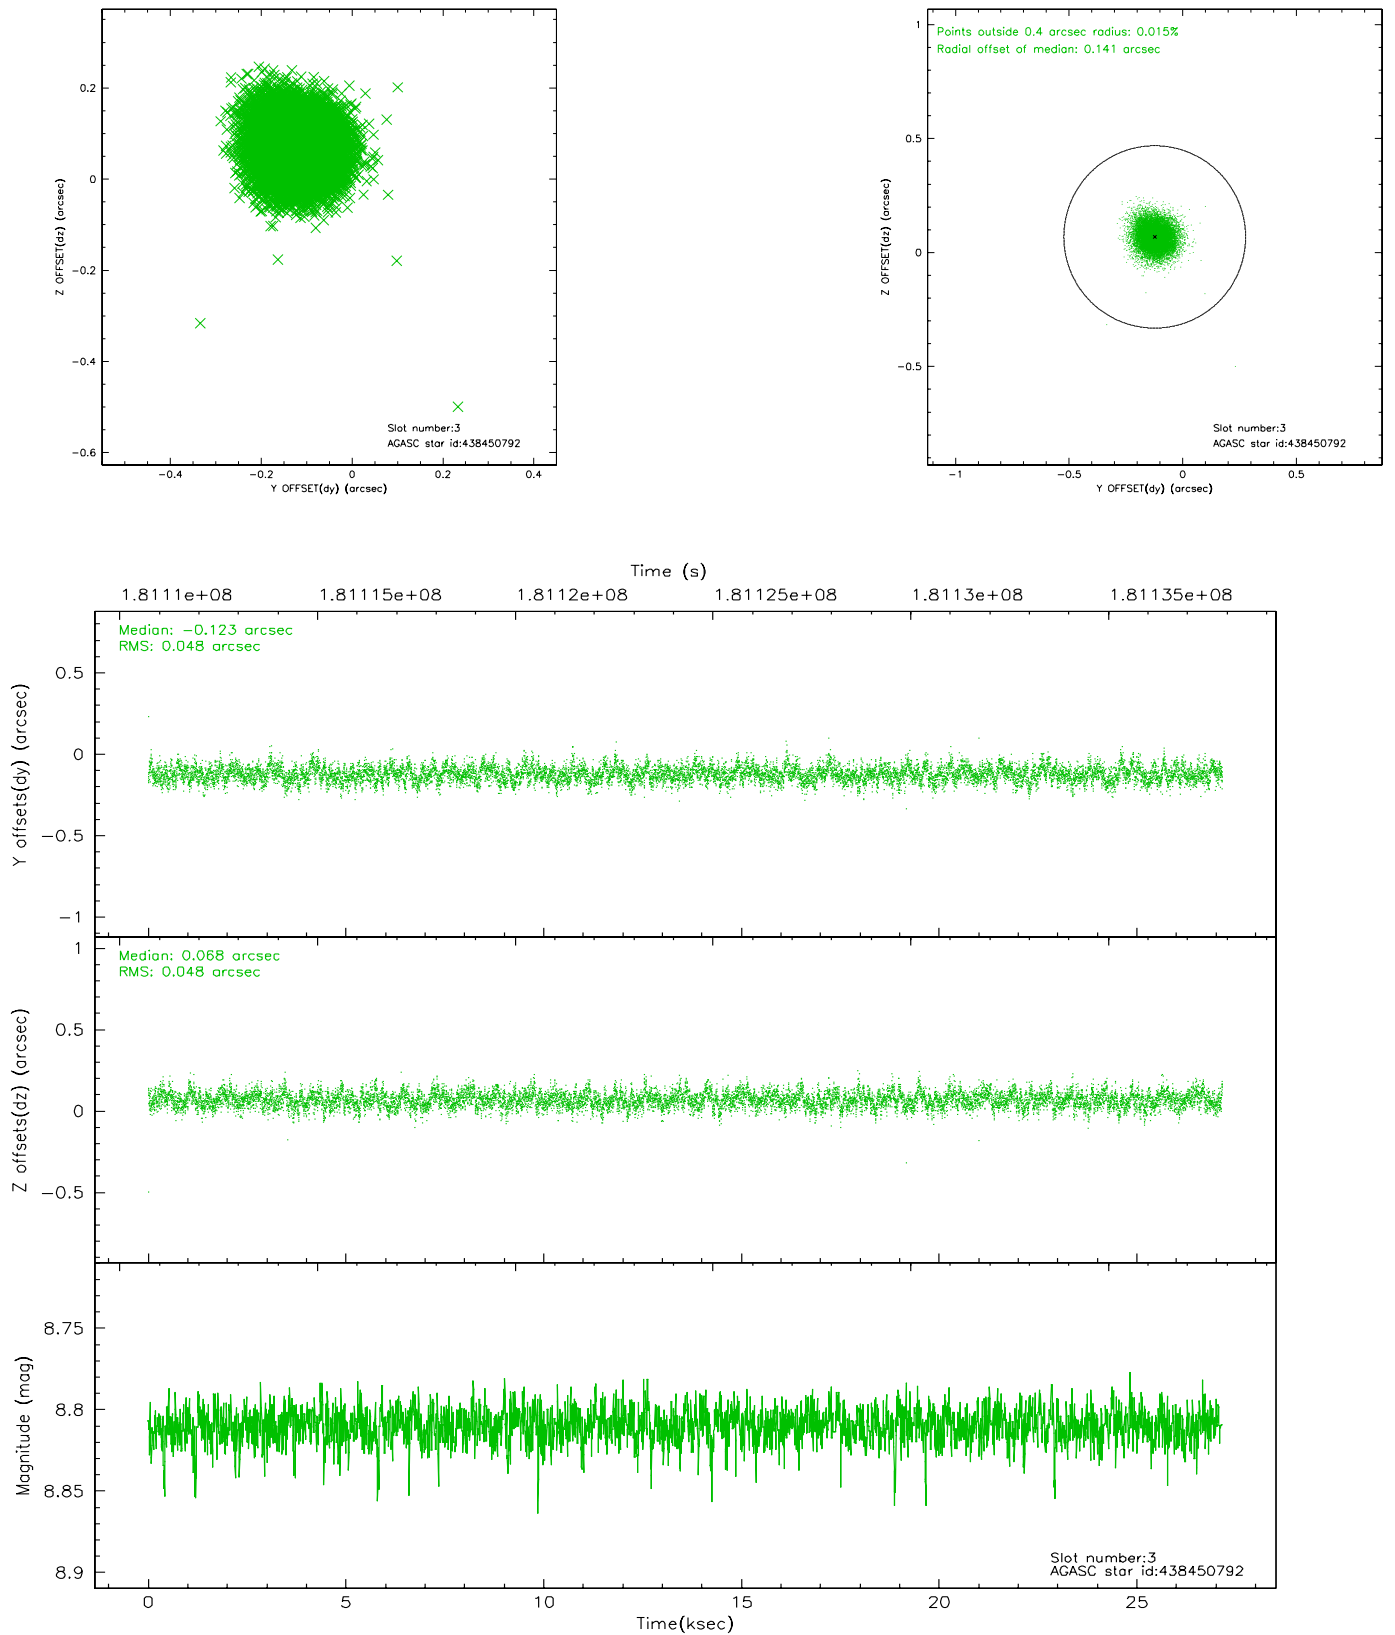 0.2
0
−0.2
−0.4
−0.6
Z OFFSET(dz) (arcsec)
Slot number:3
AGASC star id:438450792
−0.4 −0.2 0 0.2 0.4
Y OFFSET(dy) (arcsec)
Points outside 0.4 arcsec radius: 0.015%
Radial offset of median: 0.141 arcsec
1
0.5
0
−0.5
Z OFFSET(dz) (arcsec)
Slot number:3
AGASC star id:438450792
−1 −0.5 0 0.5
Y OFFSET(dy) (arcsec)
Time (s)
1.8111e+08 1.81115e+08 1.8112e+08 1.81125e+08 1.8113e+08 1.81135e+08
Median: −0.123 arcsec
RMS: 0.048 arcsec
0.5
0
−0.5
−1
Y offsets(dy) (arcsec)
Median: 0.068 arcsec
RMS: 0.048 arcsec
1
0.5
0
−0.5
Z offsets(dz) (arcsec)
8.75
8.8
8.85
8.9
Magnitude (mag)
Slot number:3
AGASC star id:438450792
0 5 10 15 20 25
Time(ksec)